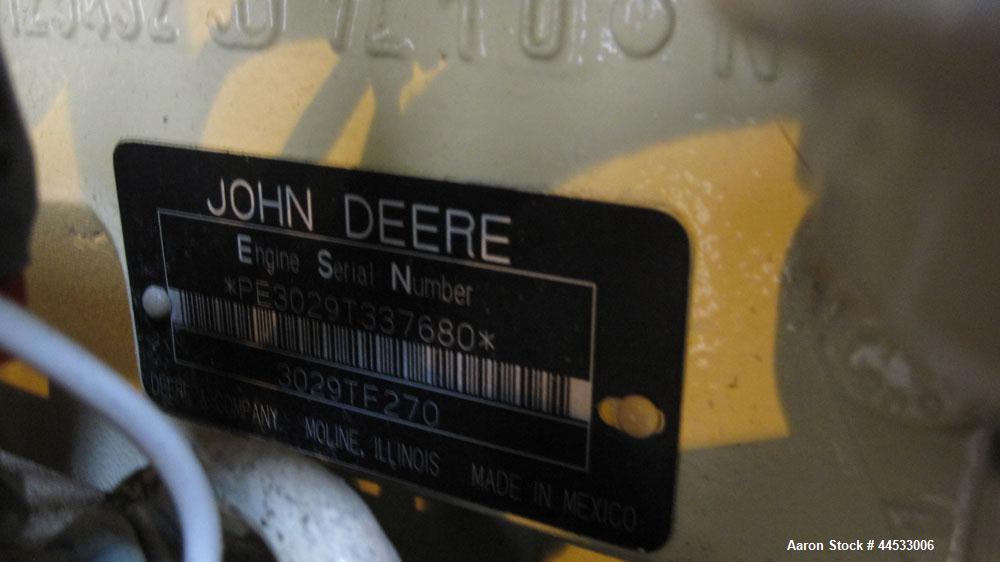 JOHN DEERE
Engine Serial Number
*PE3029T337680*
3029TF270
DEERE & COMPANY MOLINE, ILLINOIS MADE IN MEXICO
Aaron Stock # 44533006